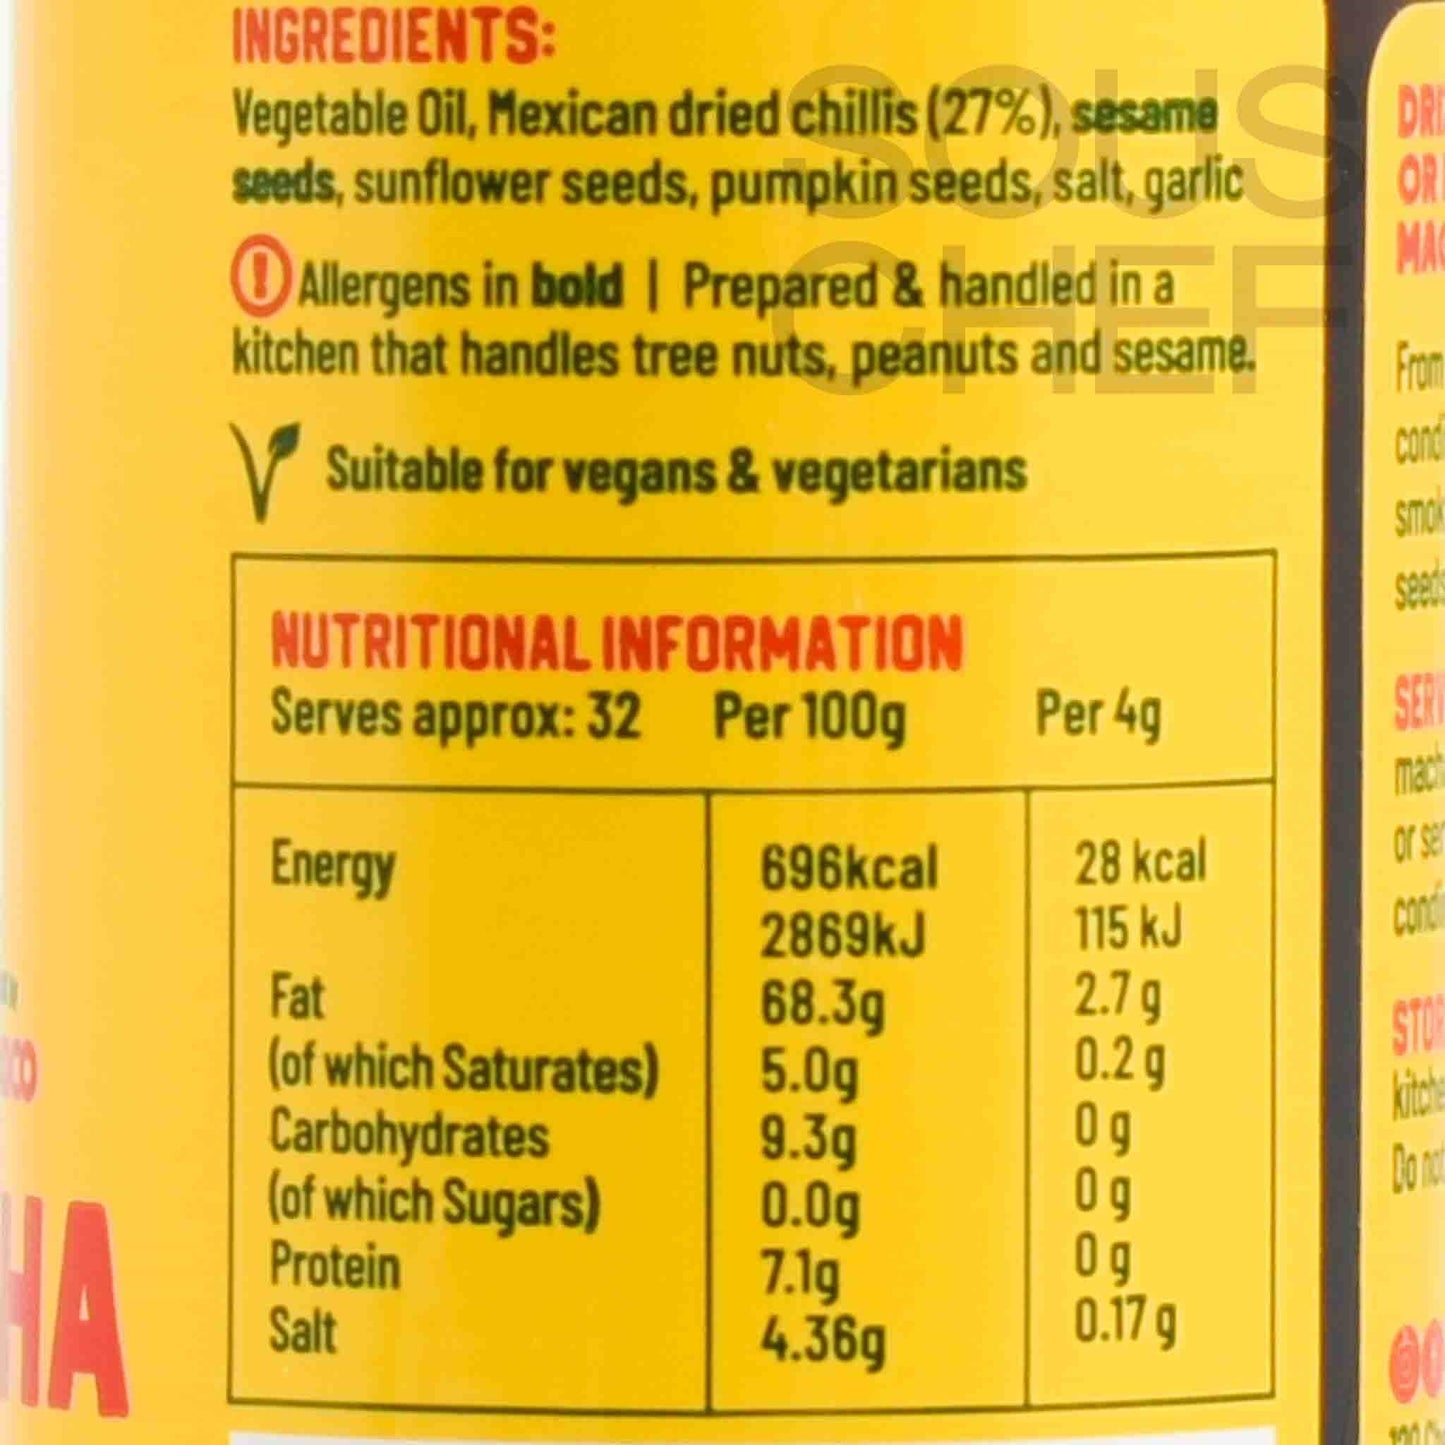 INGREDIENTS:
Vegetable Oil, Mexican dried chillis (27%), sesame
seeds, sunflower seeds, pumpkin seeds, salt, garlic
Allergens in bold | Prepared & handled in a
kitchen that handles tree nuts, peanuts and sesame.
Suitable for vegans & vegetarians
NUTRITIONAL INFORMATION
Serves approx: 32 Per 100g Per 4g
Energy 696kcal 28 kcal
2869kJ 115 kJ
Fat 68.3g 2.7 g
(of which Saturates) 5.0g 0.2 g
Carbohydrates 9.3g 0 g
(of which Sugars) 0.0g 0 g
Protein 7.1g 0 g
Salt 4.36g 0.17 g
SOUS
CHEF
HA
From